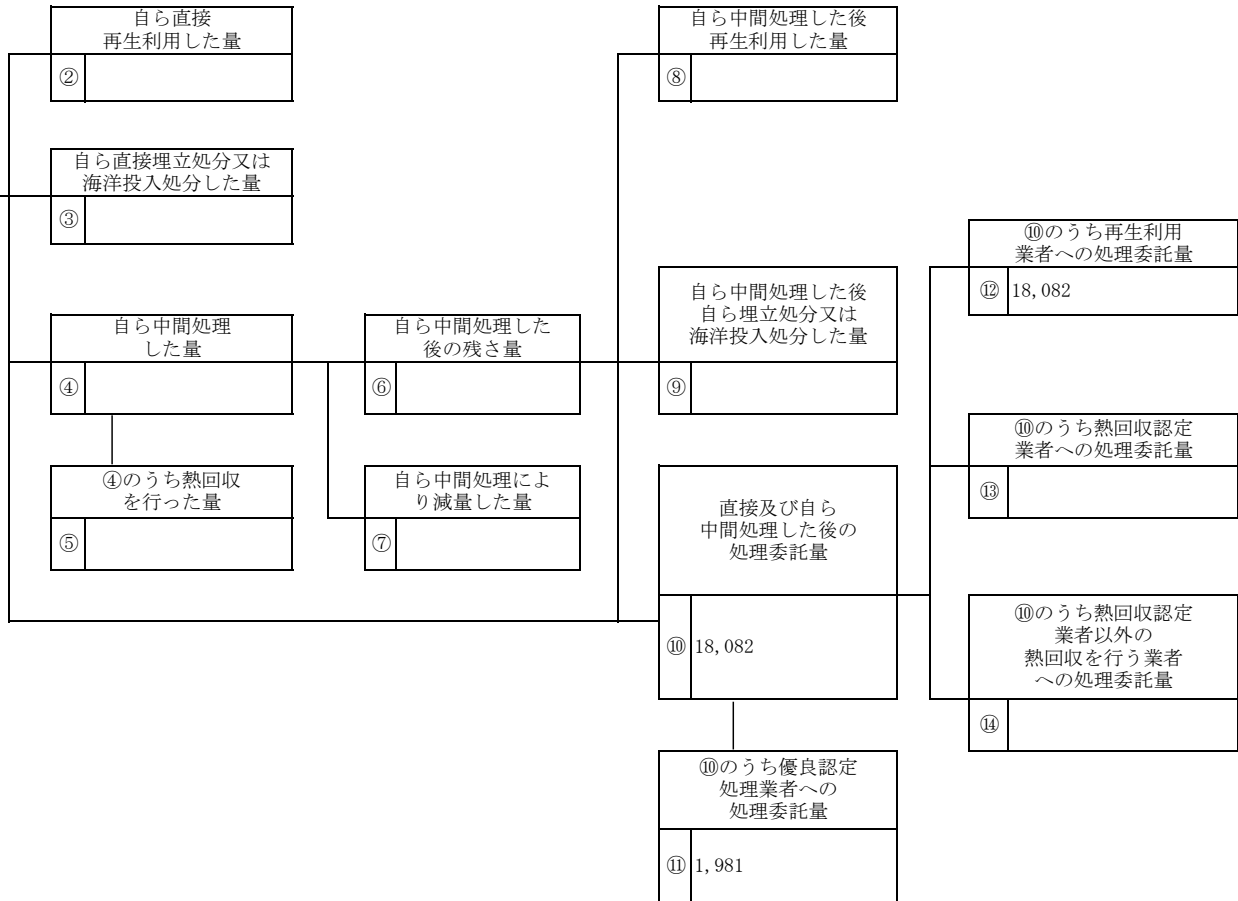 自ら直接
再生利用した量
②
自ら直接埋立処分又は
海洋投入処分した量
③
自ら中間処理
した量
④
④のうち熱回収
を行った量
⑤
自ら中間処理した
後の残さ量
⑥
自ら中間処理によ
り減量した量
⑦
自ら中間処理した後
再生利用した量
⑧
自ら中間処理した後
自ら埋立処分又は
海洋投入処分した量
⑨
直接及び自ら
中間処理した後の
処理委託量
⑩ 18,082
⑩のうち優良認定
処理業者への
処理委託量
⑪ 1,981
⑩のうち再生利用
業者への処理委託量
⑫ 18,082
⑩のうち熱回収認定
業者への処理委託量
⑬
⑩のうち熱回収認定
業者以外の
熱回収を行う業者
への処理委託量
⑭